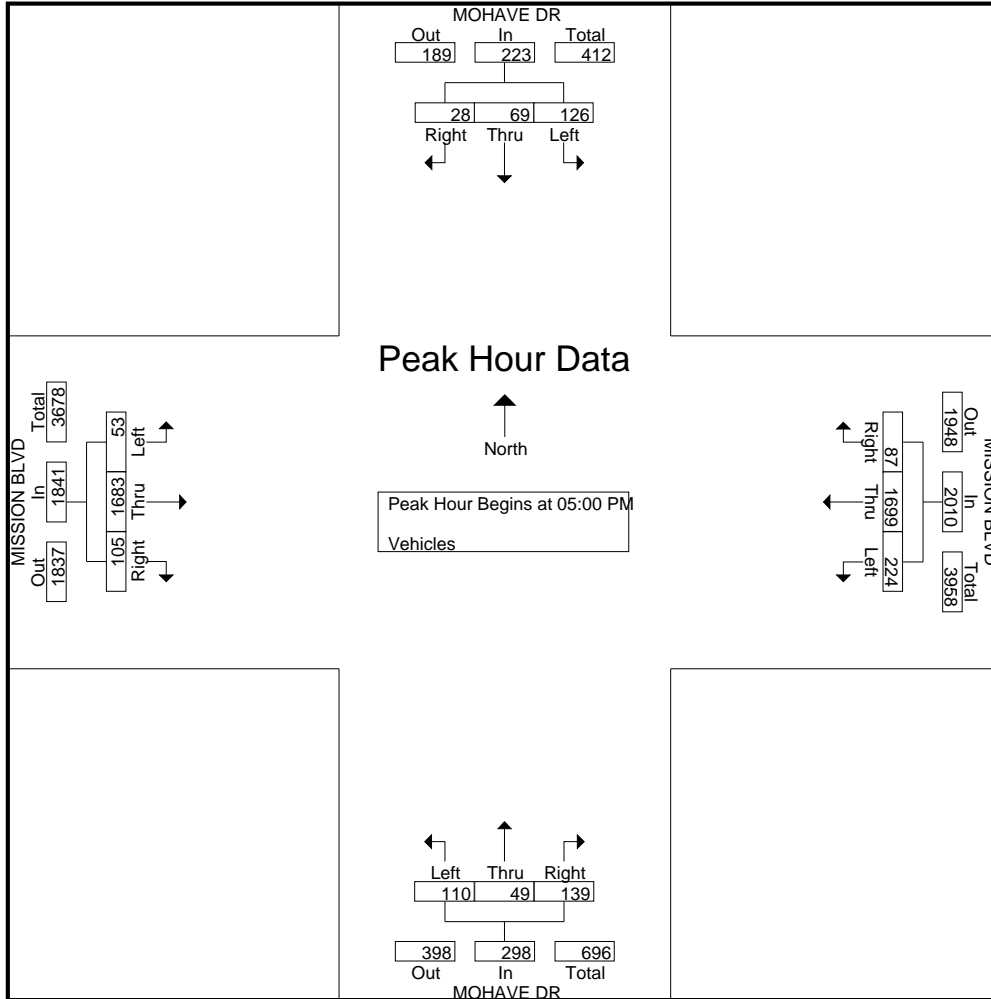 MOHAVE DR
Out In Total
189 223 412
28 69 126
Right Thru Left
Peak Hour Data
North
Peak Hour Begins at 05:00 PM
Vehicles
MISSION BLVD
Out In Total
1837 1841 3678
105 1683 53
Right Thru Left
MISSION BLVD
Out In Total
1948 2010 3958
87 1699 224
Right Thru Left
Left Thru Right
110 49 139
398 298 696
Out In Total
MOHAVE DR